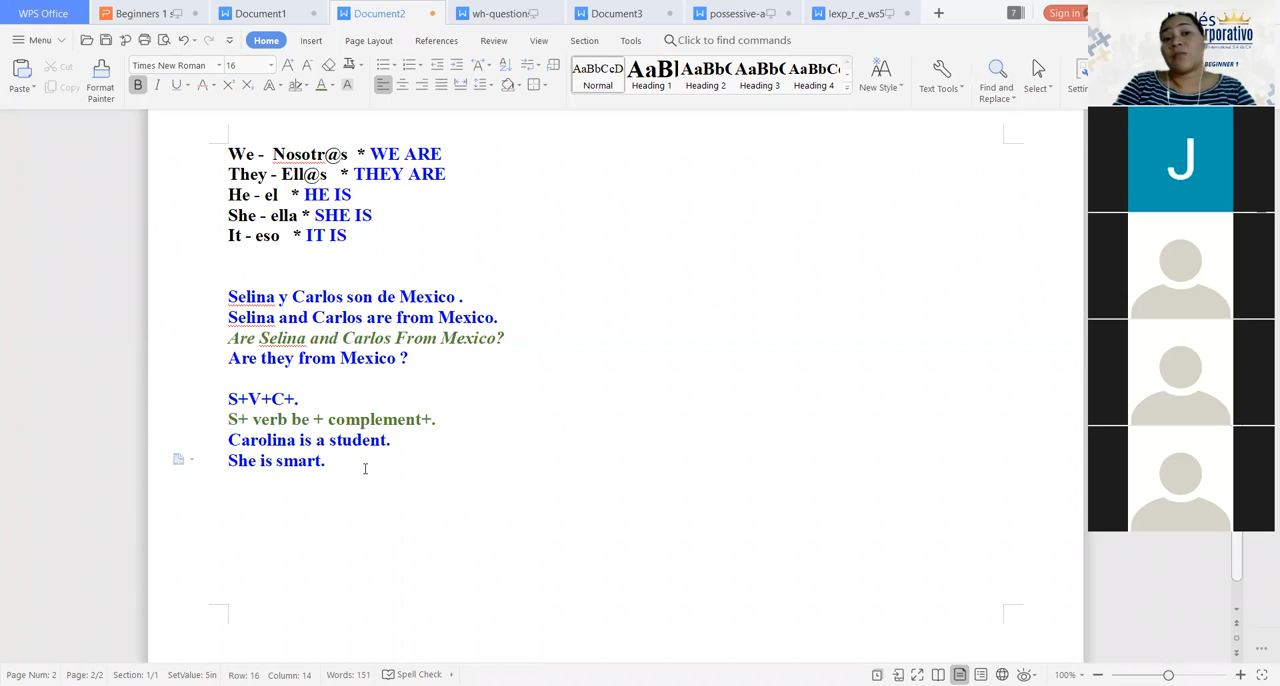 WPS Office
Beginners 1
Document1
Document2
wh-question
Document3
possessive-a
lexp_r_e_ws5
7
Sign in
Menu
Home
Insert
Page Layout
References
Review
View
Section
Tools
Click to find commands
Paste
Cut
Copy
Format Painter
Times New Roman
16
AaBbCcD
Normal
AaBl
Heading 1
AaBb(
Heading 2
AaBb(
Heading 3
AaBbC
Heading 4
New Style
Text Tools
Find and Replace
Select
BEGINNER 1
We - Nosotr@s * WE ARE
They - Ell@s * THEY ARE
He - el * HE IS
She - ella * SHE IS
It - eso * IT IS
Selina y Carlos son de Mexico .
Selina and Carlos are from Mexico.
Are Selina and Carlos From Mexico?
Are they from Mexico ?
S+V+C+.
S+ verb be + complement+.
Carolina is a student.
She is smart.
J
Page Num: 2
Page: 2/2
Section: 1/1
SetValue: 5in
Row: 16
Column: 14
Words: 151
Spell Check
100%